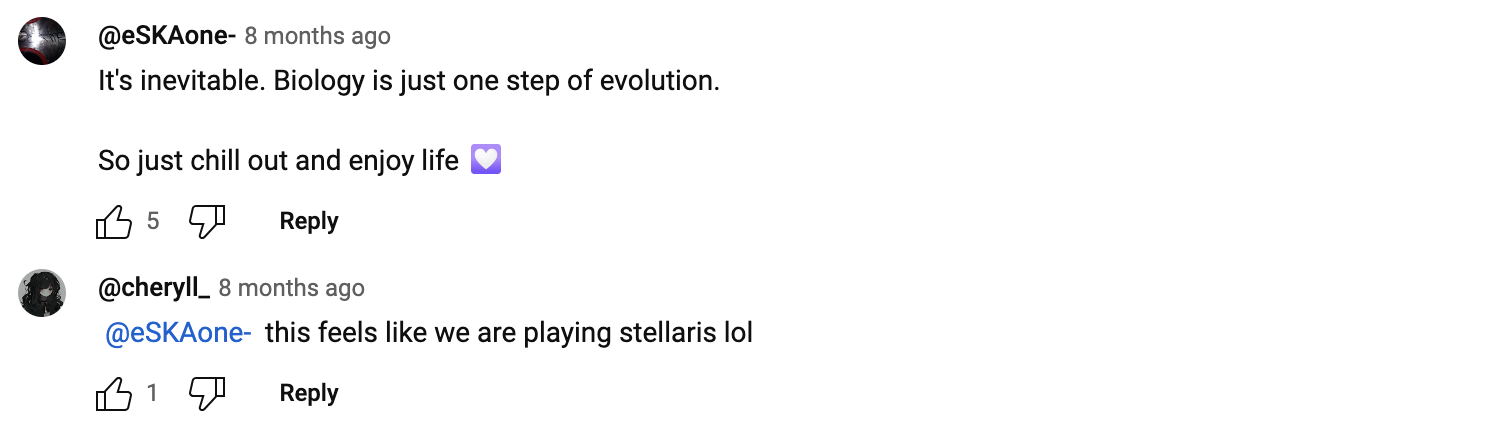 @eSKAone- 8 months ago
It's inevitable. Biology is just one step of evolution.
So just chill out and enjoy life 💟
5 Reply
@cheryll_ 8 months ago
@eSKAone- this feels like we are playing stellaris lol
1 Reply